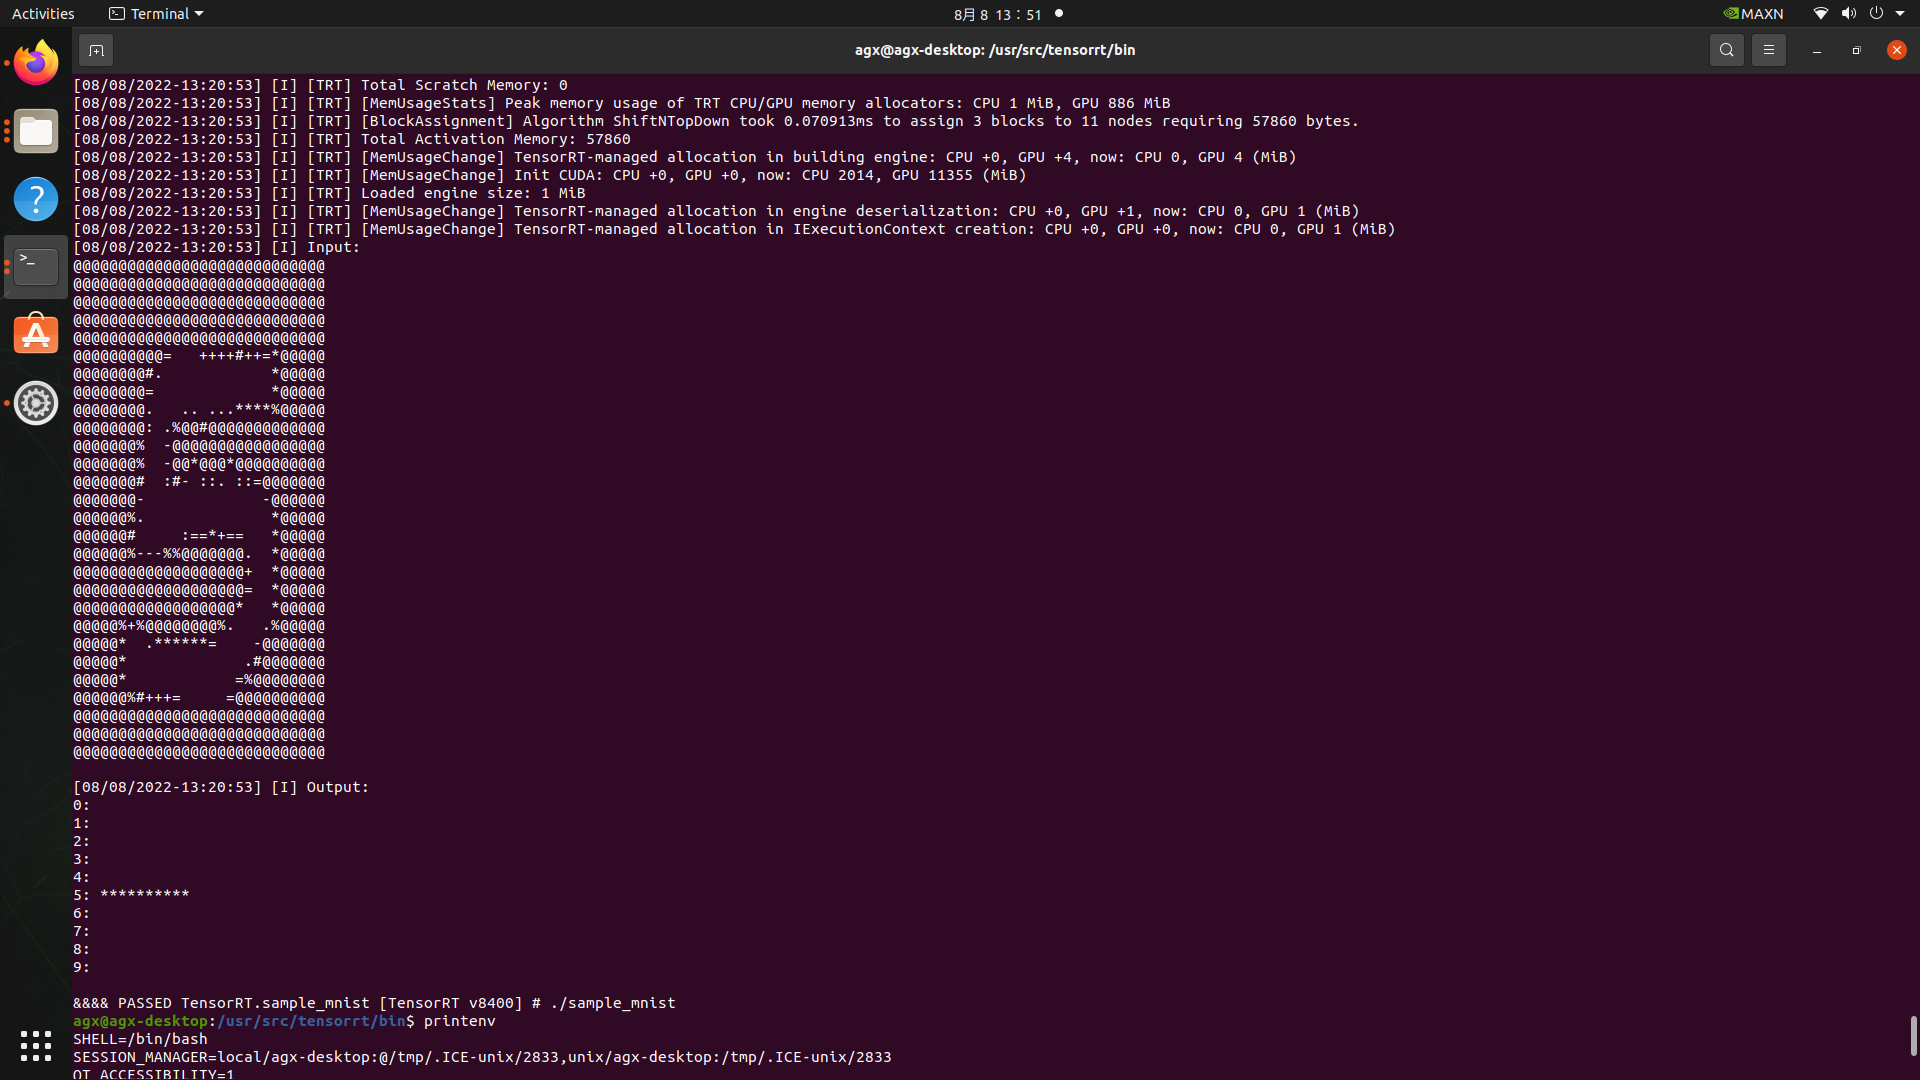 Activities
Terminal
8月 8 13：51
MAXN
agx@agx-desktop: /usr/src/tensorrt/bin
[08/08/2022-13:20:53] [I] [TRT] Total Scratch Memory: 0
[08/08/2022-13:20:53] [I] [TRT] [MemUsageStats] Peak memory usage of TRT CPU/GPU memory allocators: CPU 1 MiB, GPU 886 MiB
[08/08/2022-13:20:53] [I] [TRT] [BlockAssignment] Algorithm ShiftNTopDown took 0.070913ms to assign 3 blocks to 11 nodes requiring 57860 bytes.
[08/08/2022-13:20:53] [I] [TRT] Total Activation Memory: 57860
[08/08/2022-13:20:53] [I] [TRT] [MemUsageChange] TensorRT-managed allocation in building engine: CPU +0, GPU +4, now: CPU 0, GPU 4 (MiB)
[08/08/2022-13:20:53] [I] [TRT] [MemUsageChange] Init CUDA: CPU +0, GPU +0, now: CPU 2014, GPU 11355 (MiB)
[08/08/2022-13:20:53] [I] [TRT] Loaded engine size: 1 MiB
[08/08/2022-13:20:53] [I] [TRT] [MemUsageChange] TensorRT-managed allocation in engine deserialization: CPU +0, GPU +1, now: CPU 0, GPU 1 (MiB)
[08/08/2022-13:20:53] [I] [TRT] [MemUsageChange] TensorRT-managed allocation in IExecutionContext creation: CPU +0, GPU +0, now: CPU 0, GPU 1 (MiB)
[08/08/2022-13:20:53] [I] Input:
@@@@@@@@@@@@@@@@@@@@@@@@@@@@
@@@@@@@@@@@@@@@@@@@@@@@@@@@@
@@@@@@@@@@@@@@@@@@@@@@@@@@@@
@@@@@@@@@@@@@@@@@@@@@@@@@@@@
@@@@@@@@@@@@@@@@@@@@@@@@@@@@
@@@@@@@@@@=   ++++#++=*@@@@@
@@@@@@@@#.            *@@@@@
@@@@@@@@=             *@@@@@
@@@@@@@@.   .. ...****%@@@@@
@@@@@@@@: .%@@#@@@@@@@@@@@@@
@@@@@@@%  -@@@@@@@@@@@@@@@@@
@@@@@@@%  -@@*@@@*@@@@@@@@@@
@@@@@@@#  :#- ::. ::=@@@@@@@
@@@@@@@-             -@@@@@@
@@@@@@%.              *@@@@@
@@@@@@#     :==*+==   *@@@@@
@@@@@@%---%%@@@@@@@.  *@@@@@
@@@@@@@@@@@@@@@@@@@+  *@@@@@
@@@@@@@@@@@@@@@@@@@=  *@@@@@
@@@@@@@@@@@@@@@@@@*   *@@@@@
@@@@@%+%@@@@@@@@%.   .%@@@@@
@@@@@*  .******=    -@@@@@@@
@@@@@*             .#@@@@@@@
@@@@@*            =%@@@@@@@@
@@@@@@%#+++=     =@@@@@@@@@@
@@@@@@@@@@@@@@@@@@@@@@@@@@@@
@@@@@@@@@@@@@@@@@@@@@@@@@@@@
@@@@@@@@@@@@@@@@@@@@@@@@@@@@
[08/08/2022-13:20:53] [I] Output:
0:
1:
2:
3:
4:
5: **********
6:
7:
8:
9:
&&&& PASSED TensorRT.sample_mnist [TensorRT v8400] # ./sample_mnist
agx@agx-desktop:/usr/src/tensorrt/bin$ printenv
SHELL=/bin/bash
SESSION_MANAGER=local/agx-desktop:@/tmp/.ICE-unix/2833,unix/agx-desktop:/tmp/.ICE-unix/2833
QT_ACCESSIBILITY=1